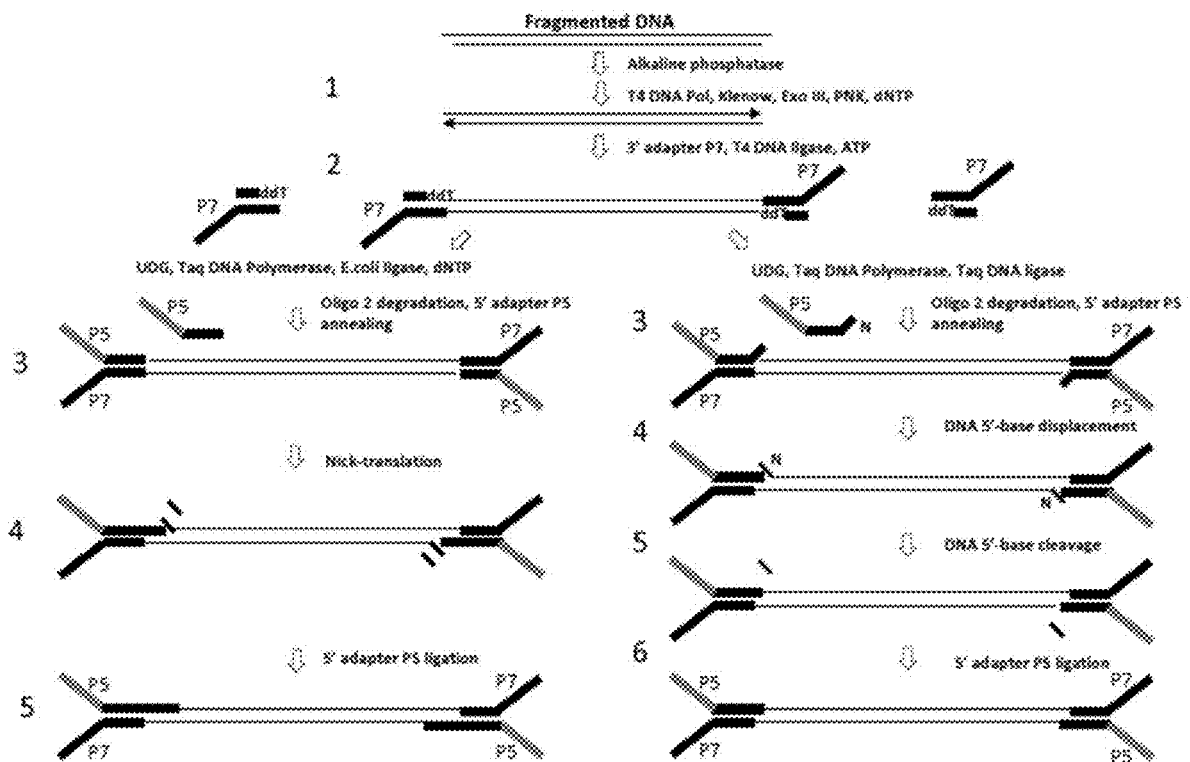 Fragmented DNA
Alkaline phosphatase
1
T4 DNA Pol, Klenow, Exo III, PNK, dNTP
3' adapter P7, T4 DNA ligase, ATP
2
P7 ddT
P7 ddT
P7 ddT
P7 ddT
UDG, Taq DNA Polymerase, E.coli ligase, dNTP
P5
Oligo 2 degradation, 5' adapter P5
annealing
3
P5 P7
P7 P5
Nick-translation
4
5' adapter P5 ligation
5
P5 P7
P7 P5
UDG, Taq DNA Polymerase, Taq DNA ligase
P5 N
Oligo 2 degradation, 5' adapter P5
annealing
3
P5 P7
P7 P5
4
DNA 5'-base displacement
N
N
5
DNA 5'-base cleavage
6
5' adapter P5 ligation
P5 P7
P7 P5